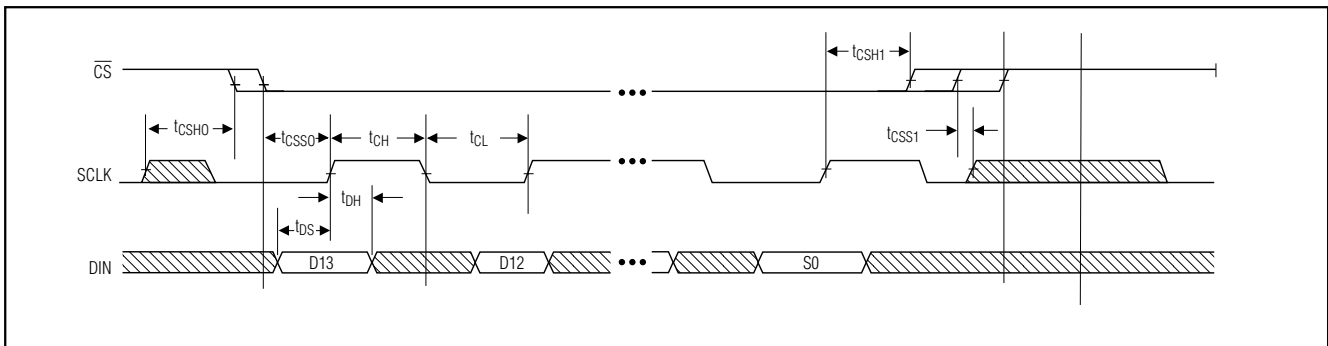 tCSH1
CS
tCSH0
tCSS0
tCH
tCL
tCSS1
SCLK
tDH
tDS
DIN
D13
D12
S0